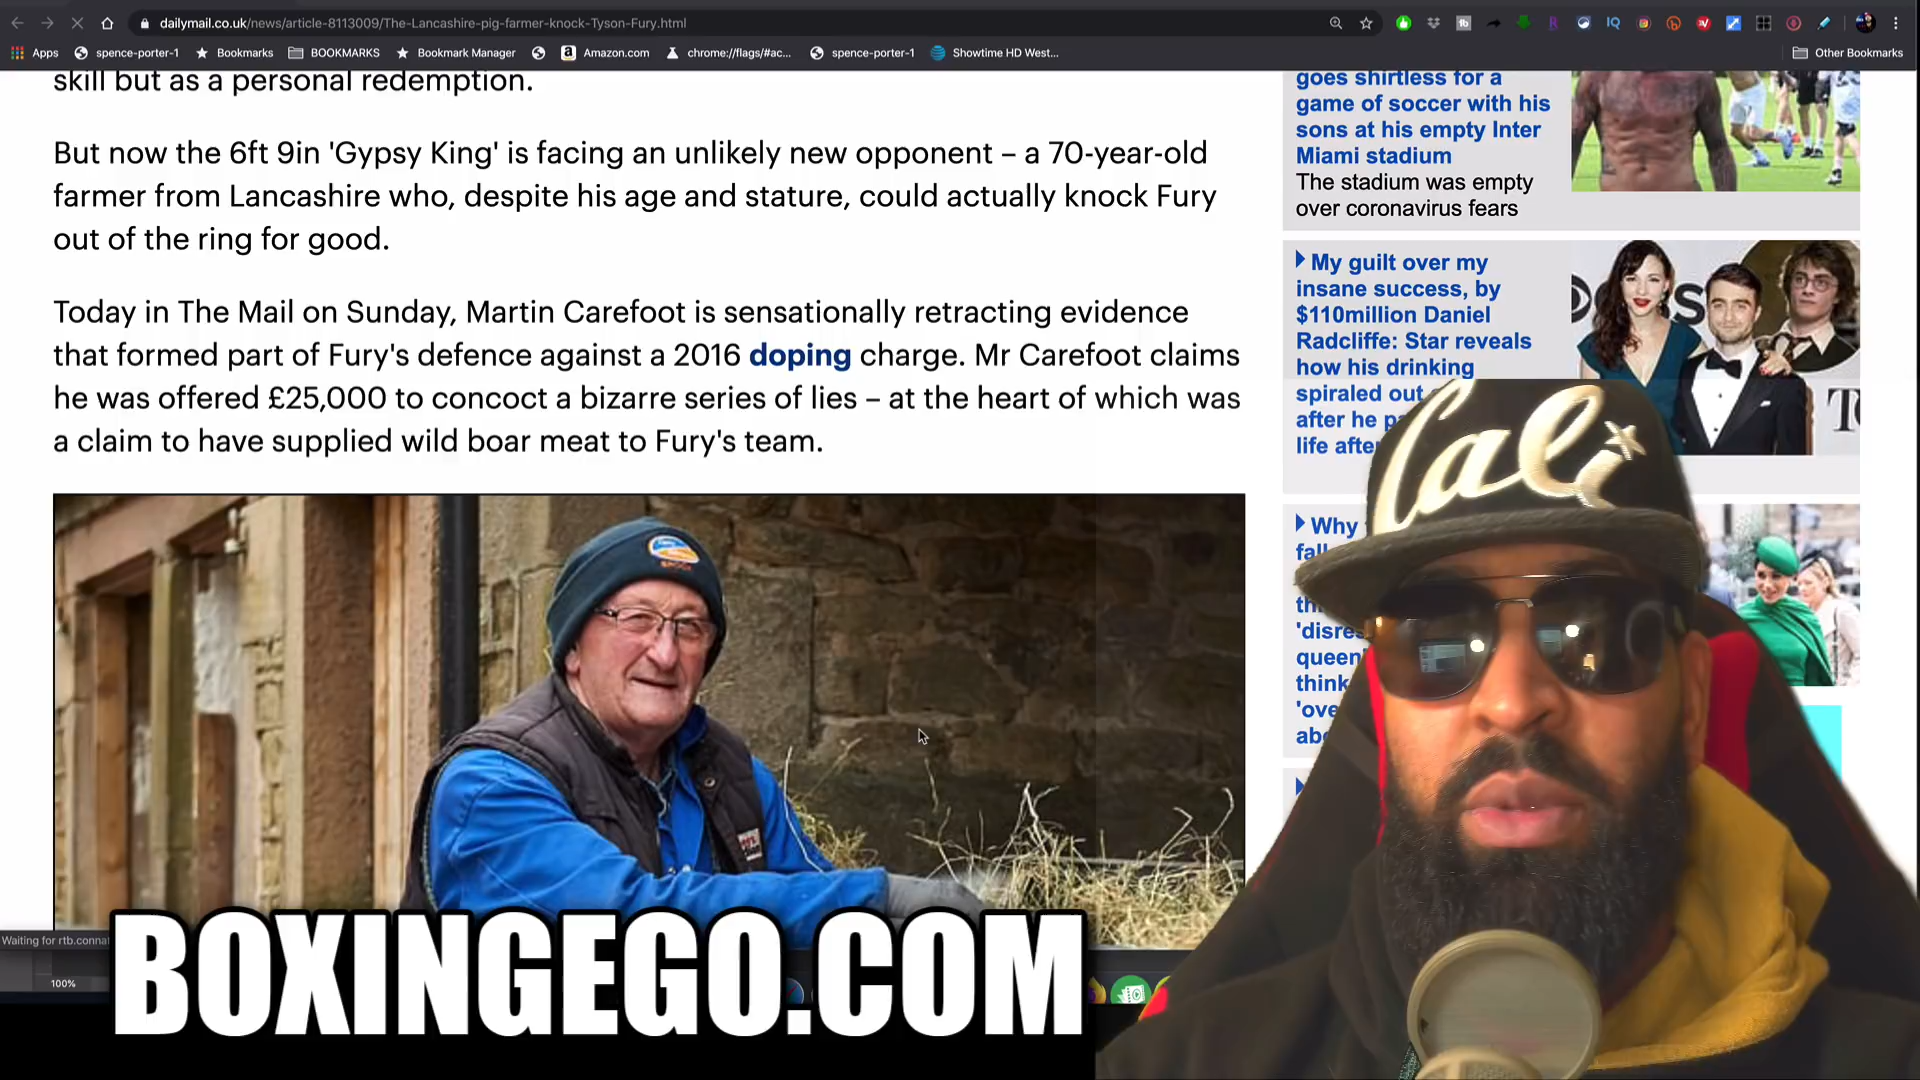 dailymail.co.uk/news/article-8113009/The-Lancashire-pig-farmer-knock-Tyson-Fury.html
Apps spence-porter-1 Bookmarks BOOKMARKS Bookmark Manager Amazon.com chrome://flags/#ac... spence-porter-1 Showtime HD West... Other Bookmarks
skill but as a personal redemption.
But now the 6ft 9in 'Gypsy King' is facing an unlikely new opponent – a 70-year-old
farmer from Lancashire who, despite his age and stature, could actually knock Fury
out of the ring for good.
Today in The Mail on Sunday, Martin Carefoot is sensationally retracting evidence
that formed part of Fury's defence against a 2016 doping charge. Mr Carefoot claims
he was offered £25,000 to concoct a bizarre series of lies – at the heart of which was
a claim to have supplied wild boar meat to Fury's team.
goes shirtless for a
game of soccer with his
sons at his empty Inter
Miami stadium
The stadium was empty
over coronavirus fears
My guilt over my
insane success, by
$110million Daniel
Radcliffe: Star reveals
how his drinking
spiraled out
after he
life after
Why
queen'
think
Cali
Waiting for rtb.connat
100%
BOXINGEGO.COM